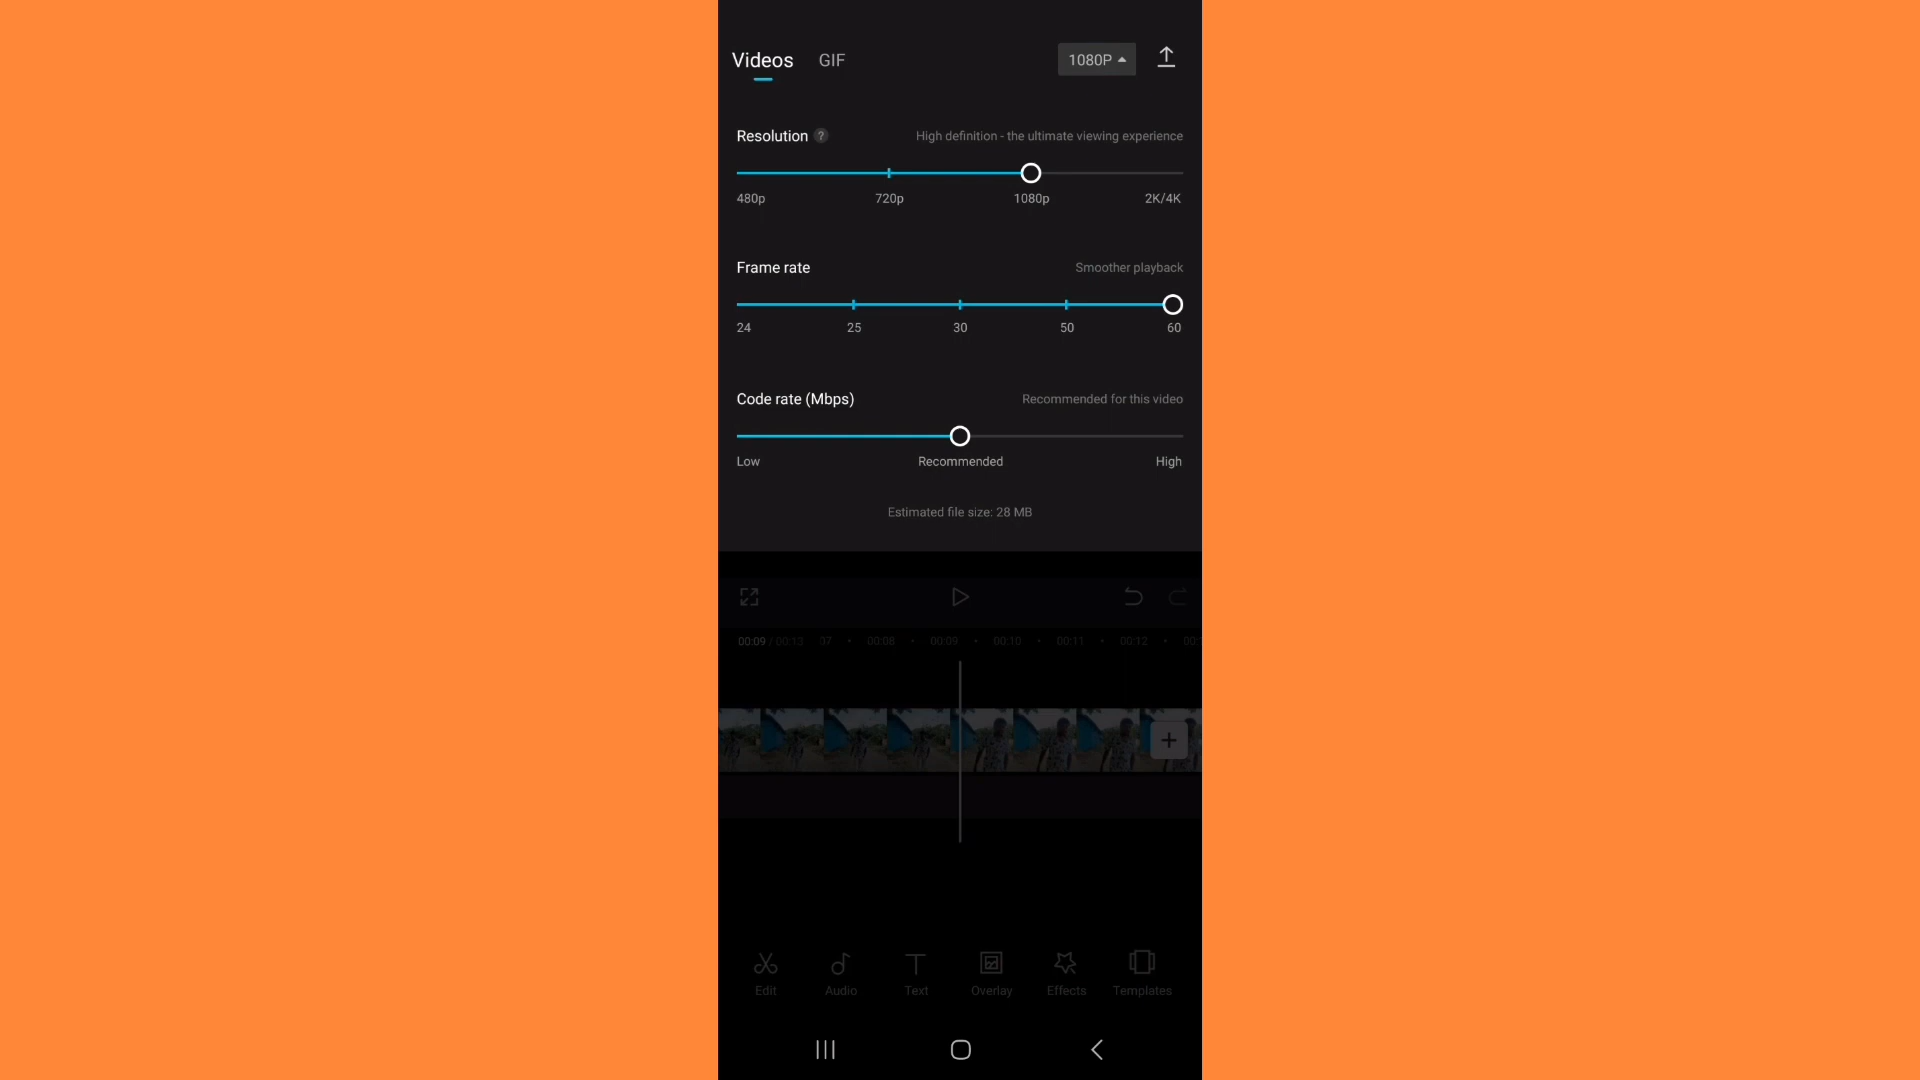 Videos GIF 1080P
Resolution ? High definition - the ultimate viewing experience
480p 720p 1080p 2K/4K
Frame rate Smoother playback
24 25 30 50 60
Code rate (Mbps) Recommended for this video
Low Recommended High
Estimated file size: 28 MB
00:09 / 00:13 07 • 00:08 • 00:09 • 00:10 • 00:11 • 00:12 •
Edit Audio Text Overlay Effects Templates